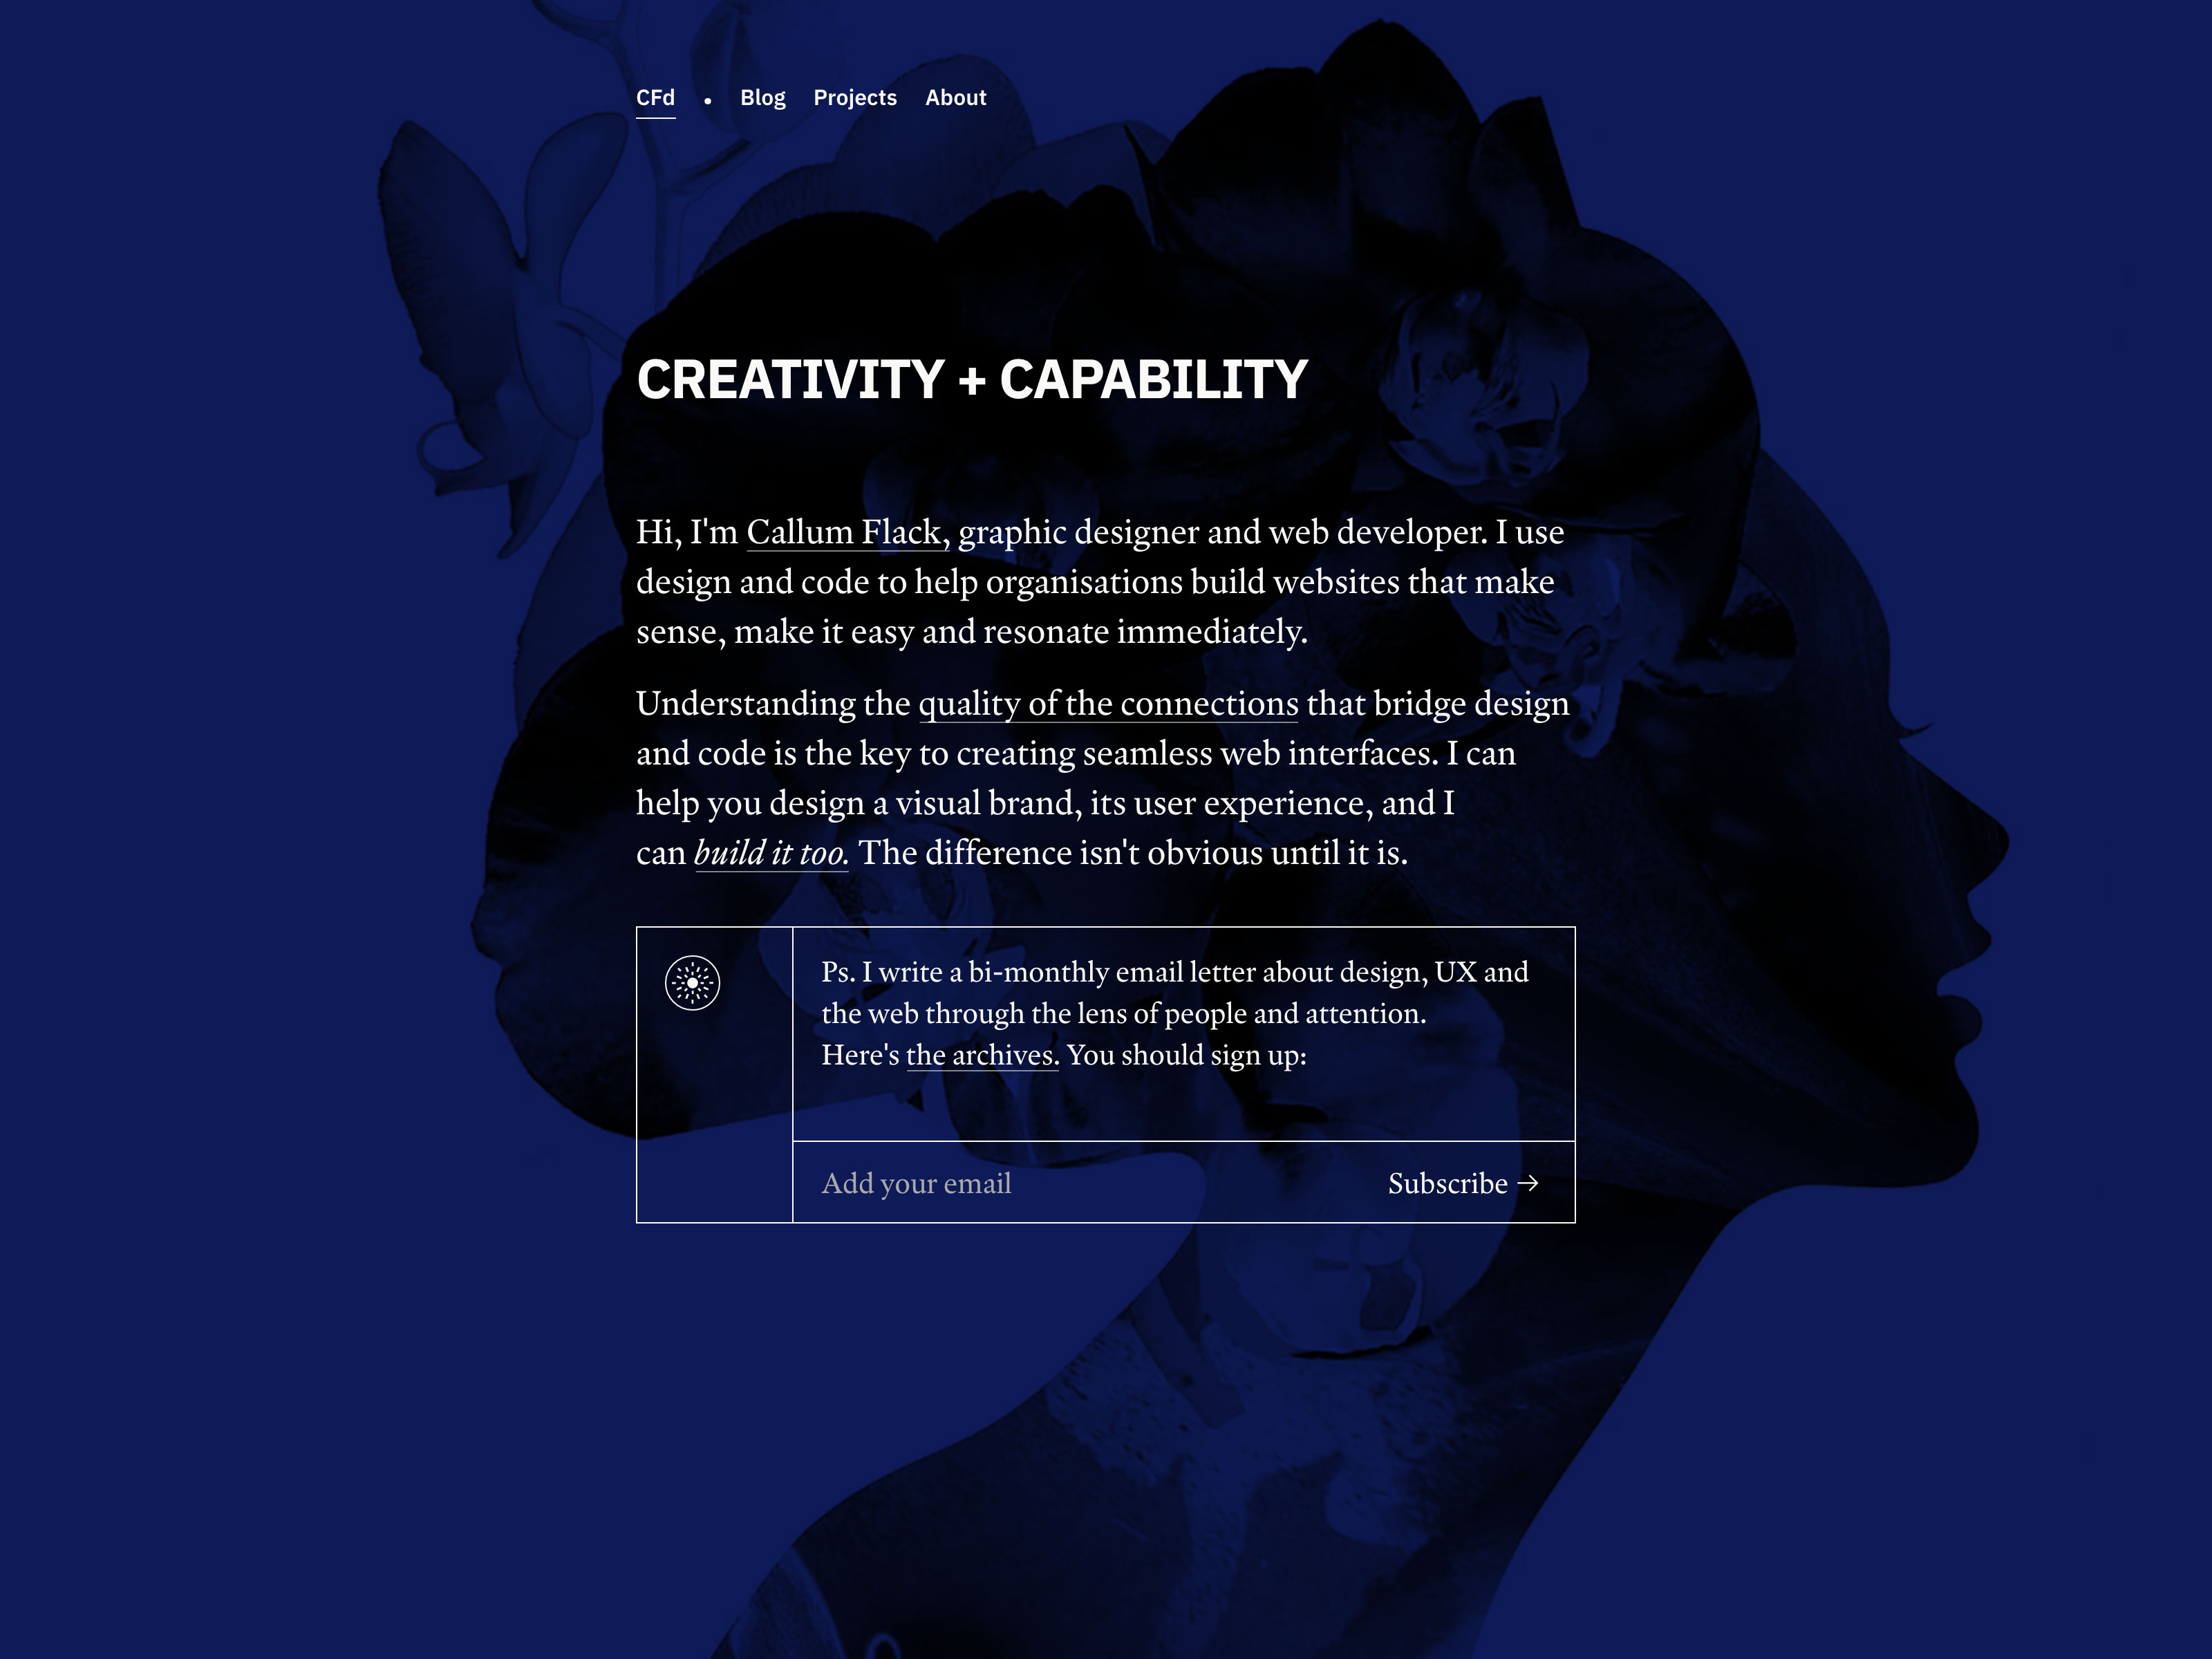 CFd • Blog Projects About
CREATIVITY + CAPABILITY
Hi, I'm Callum Flack, graphic designer and web developer. I use
design and code to help organisations build websites that make
sense, make it easy and resonate immediately.
Understanding the quality of the connections that bridge design
and code is the key to creating seamless web interfaces. I can
help you design a visual brand, its user experience, and I
can build it too. The difference isn't obvious until it is.
Ps. I write a bi-monthly email letter about design, UX and
the web through the lens of people and attention.
Here's the archives. You should sign up:
Add your email Subscribe →